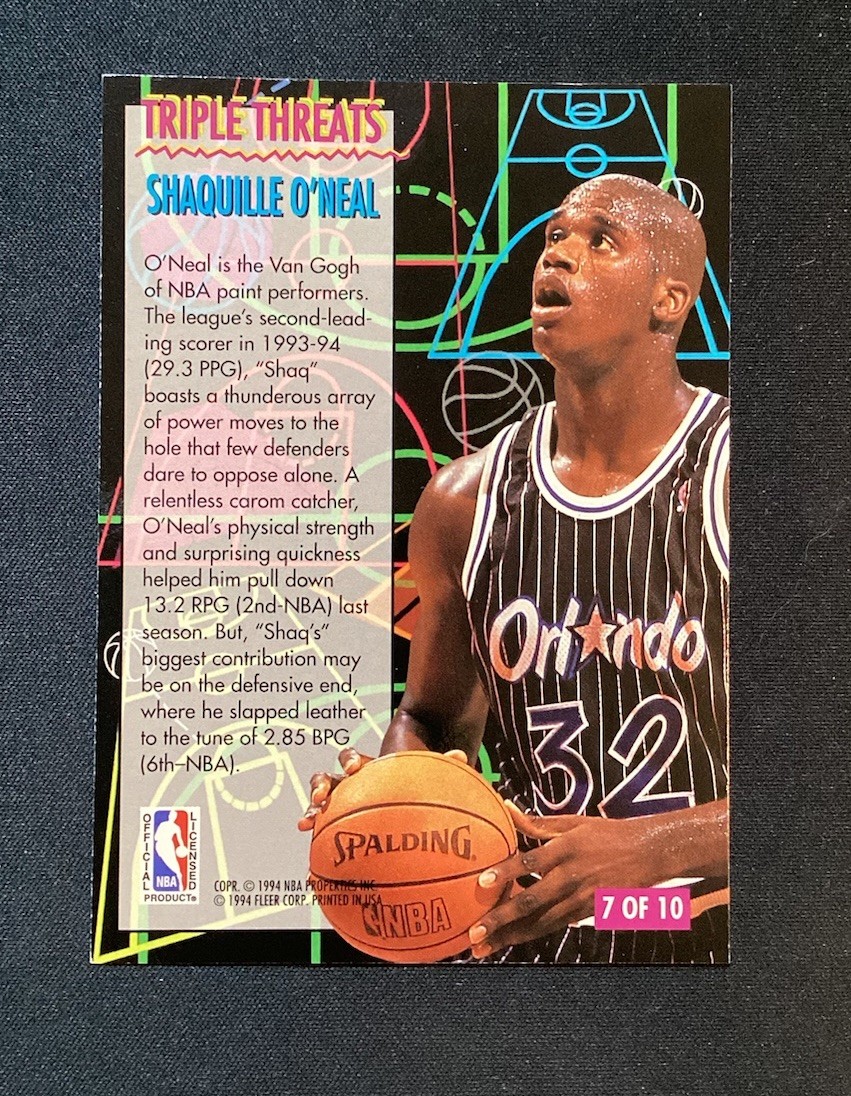 TRIPLE THREATS
SHAQUILLE O'NEAL
O'Neal is the Van Gogh
of NBA paint performers.
The league's second-lead-
ing scorer in 1993-94
(29.3 PPG), "Shaq"
boasts a thunderous array
of power moves to the
hole that few defenders
dare to oppose alone. A
relentless carom catcher,
O'Neal's physical strength
and surprising quickness
helped him pull down
13.2 RPG (2nd-NBA) last
season. But, "Shaq's"
biggest contribution may
be on the defensive end,
where he slapped leather
to the tune of 2.85 BPG
(6th–NBA).
Orlando
32
SPALDING
NBA
OFFICIAL
LICENSED
NBA
PRODUCT®
COPR. © 1994 NBA PROPERTIES INC.
© 1994 FLEER CORP. PRINTED IN USA
7 OF 10